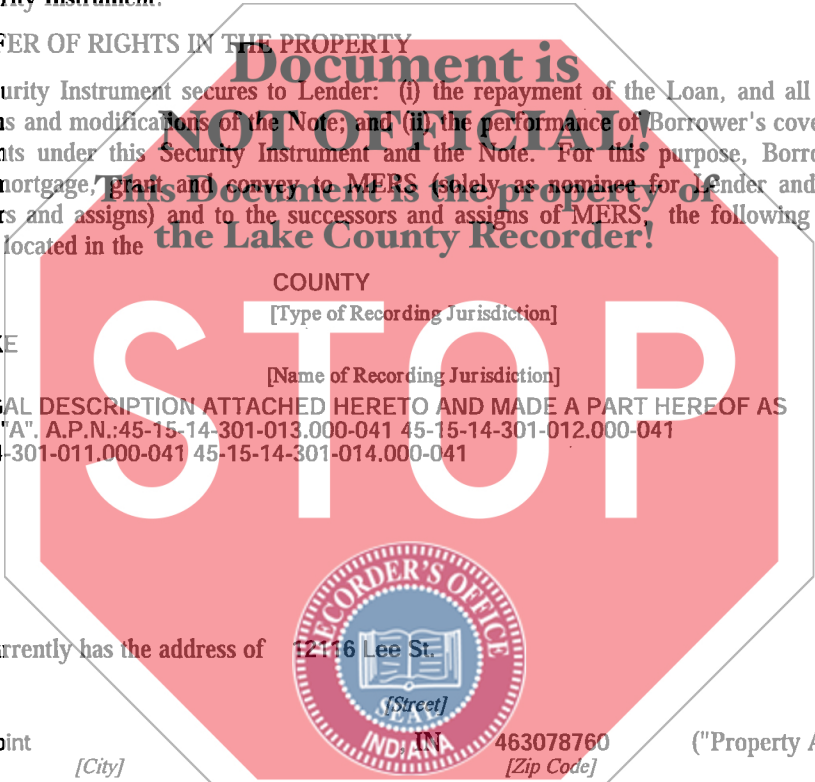 rity Instrument.
FER OF RIGHTS IN THE PROPERTY
Document is
urity Instrument secures to Lender: (i) the repayment of the Loan, and all
ns and modifications of the Note; and (ii) the performance of Borrower's cove
NOT OFFICIAL!
nts under this Security Instrument and the Note. For this purpose, Borro
mortgage, grant and convey to MERS (solely as nominee for Lender and
This Document is the property of
rs and assigns) and to the successors and assigns of MERS, the following
located in the
the Lake County Recorder!
COUNTY
[Type of Recording Jurisdiction]
KE
[Name of Recording Jurisdiction]
GAL DESCRIPTION ATTACHED HERETO AND MADE A PART HEREOF AS
"A". A.P.N.:45-15-14-301-013.000-041 45-15-14-301-012.000-041
4-301-011.000-041 45-15-14-301-014.000-041
STOP
RECORDER'S OFFICE
rrently has the address of 12116 Lee St.
[Street]
SEAL
INDIANA
oint , IN 463078760 ("Property A
[City] [Zip Code]